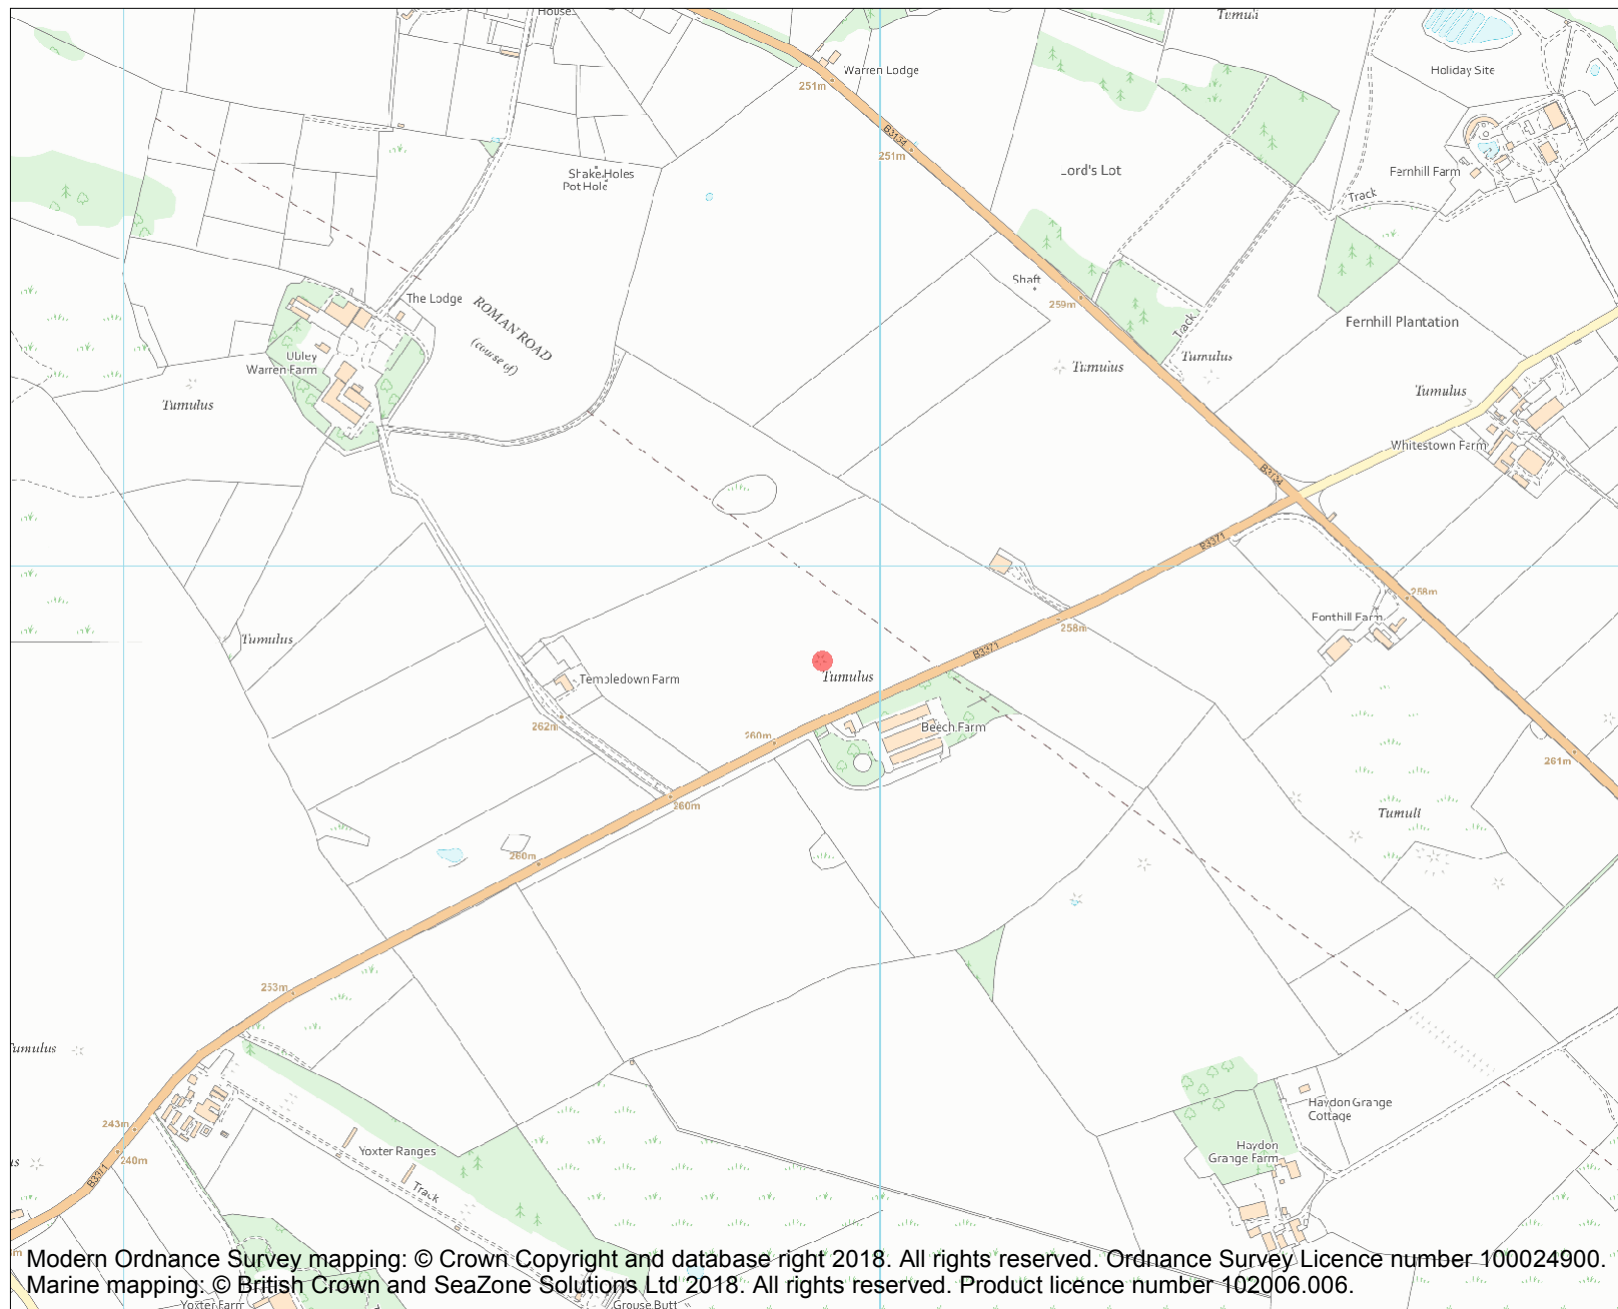 House
Tumuli
Warren Lodge
251m
Holiday Site
B3134
251m
Shake Holes
Pot Hole
Lord's Lot
Fernhill Farm
Track
The Lodge
ROMAN ROAD
(course of)
Shaft
259m
Track
Fernhill Plantation
Ubley
Warren Farm
Tumulus
Tumulus
Tumulus
Tumulus
Whitestown Farm
B3134
B3371
258m
Fonthill Farm
258m
Tumulus
B3371
Templedown Farm
Tumulus
262m
260m
Beech Farm
261m
260m
Tumuli
260m
253m
Tumulus
243m
240m
B3371
Yoxter Ranges
Track
Haydon Grange
Cottage
Haydon
Grange Farm
Modern Ordnance Survey mapping: © Crown Copyright and database right 2018. All rights reserved. Ordnance Survey Licence number 100024900.
Marine mapping: © British Crown and SeaZone Solutions Ltd 2018. All rights reserved. Product licence number 102006.006.
Yoxter Farm
Grouse Butt